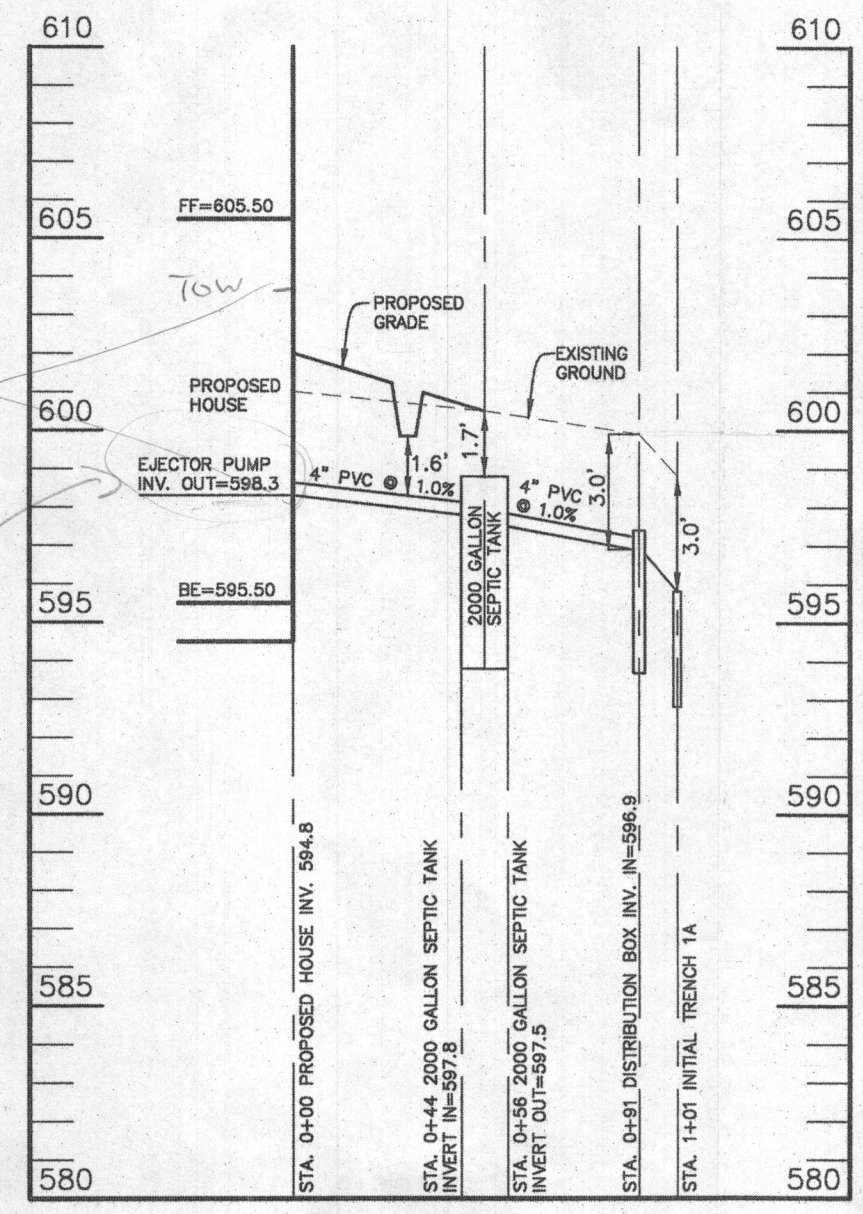 610
610
FF=605.50
605
605
TOW
PROPOSED
GRADE
EXISTING
GROUND
PROPOSED
HOUSE
600
600
1.7'
1.6'
3.0'
EJECTOR PUMP
INV. OUT=598.3
4" PVC @ 1.0%
4" PVC
@ 1.0%
3.0'
BE=595.50
595
595
2000 GALLON
SEPTIC TANK
590
590
585
585
580
580
STA. 0+00 PROPOSED HOUSE INV. 594.8
STA. 0+44 2000 GALLON SEPTIC TANK
INVERT IN=597.8
STA. 0+56 2000 GALLON SEPTIC TANK
INVERT OUT=597.5
STA. 0+91 DISTRIBUTION BOX INV. IN=596.9
STA. 1+01 INITIAL TRENCH 1A